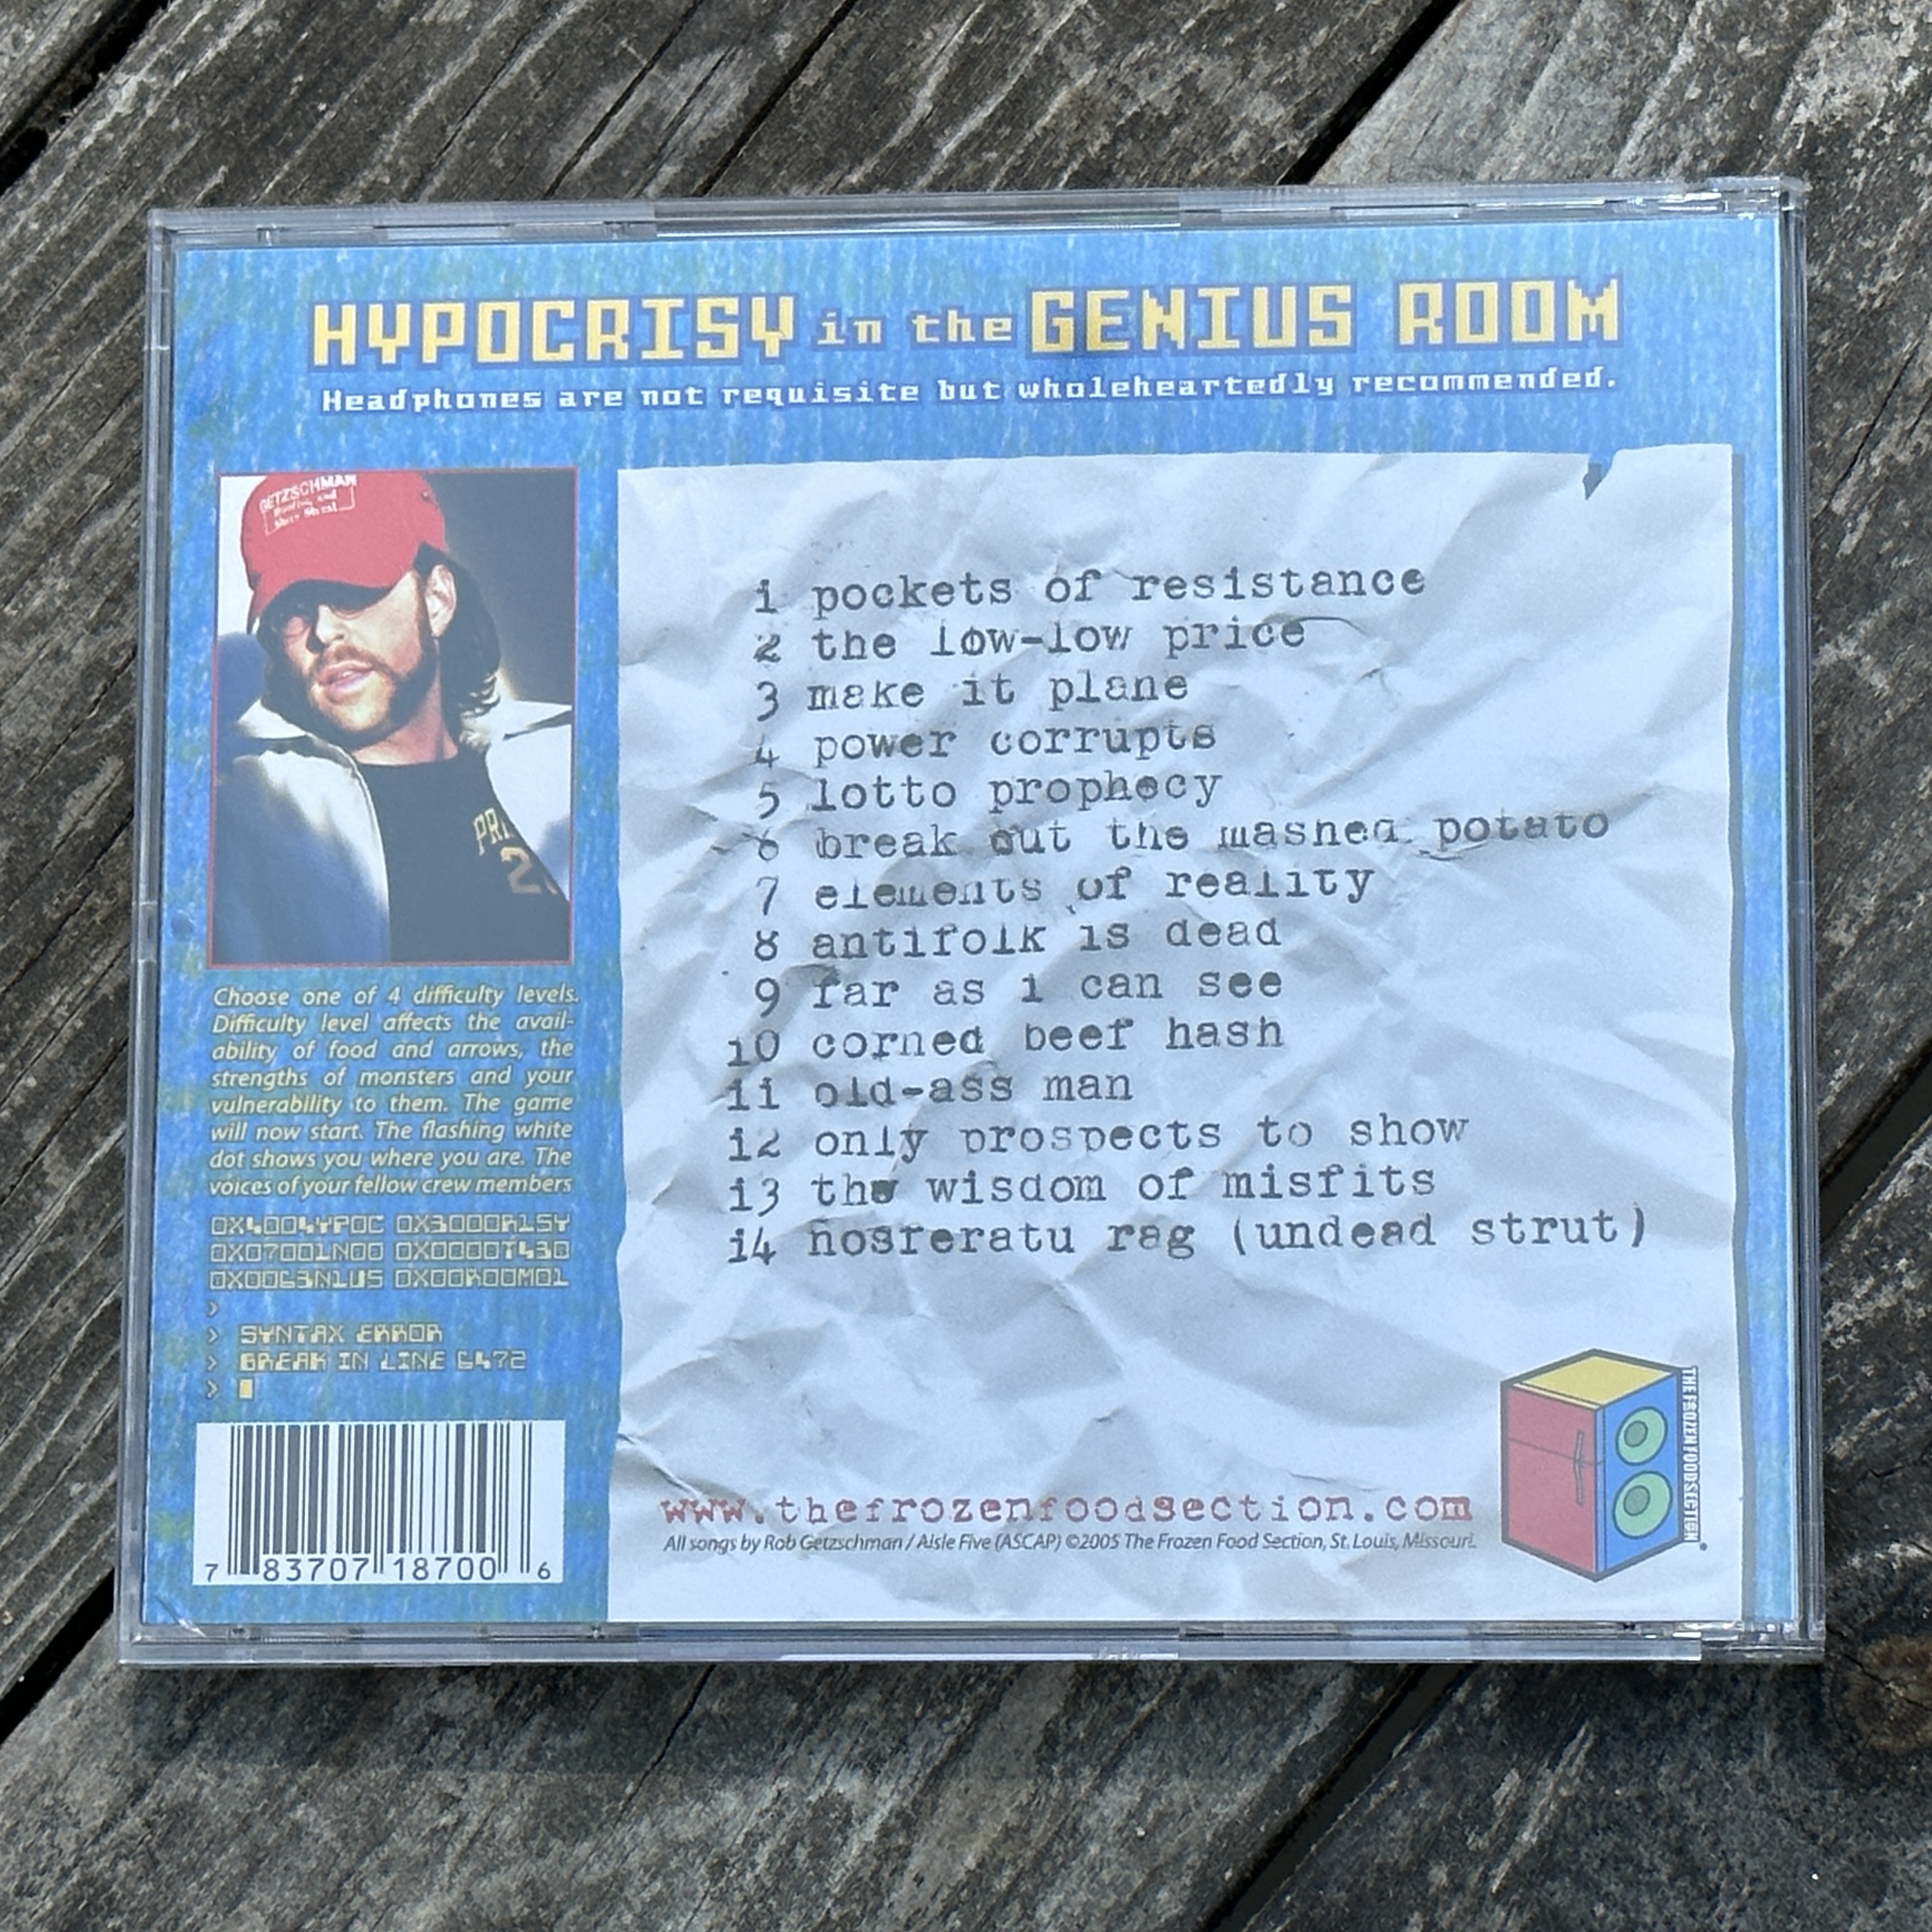 HYPOCRISY in the GENIUS ROOM
Headphones are not requisite but wholeheartedly recommended.
GETZSCHMAN
Roofing and
Sheet Metal
PRI
2
Choose one of 4 difficulty levels.
Difficulty level affects the avail-
ability of food and arrows, the
strengths of monsters and your
vulnerability to them. The game
will now start. The flashing white
dot shows you where you are. The
voices of your fellow crew members
0X4004YPOC 0X3000R1SY
0X07001N00 0X0000T430
0X00G3N1US 0X00R00M01
>
> SYNTAX ERROR
> BREAK IN LINE 6472
>
7 83707 18700 6
1 pockets of resistance
2 the low-low price
3 make it plane
4 power corrupts
5 lotto prophecy
6 break out the mashed potato
7 elements of reality
8 antifolk is dead
9 far as i can see
10 corned beef hash
11 old-ass man
12 only prospects to show
13 the wisdom of misfits
14 nosferatu rag (undead strut)
www.thefrozenfoodsection.com
All songs by Rob Getzschman / Aisle Five (ASCAP) ©2005 The Frozen Food Section, St. Louis, Missouri.
THE FROZEN FOOD SECTION